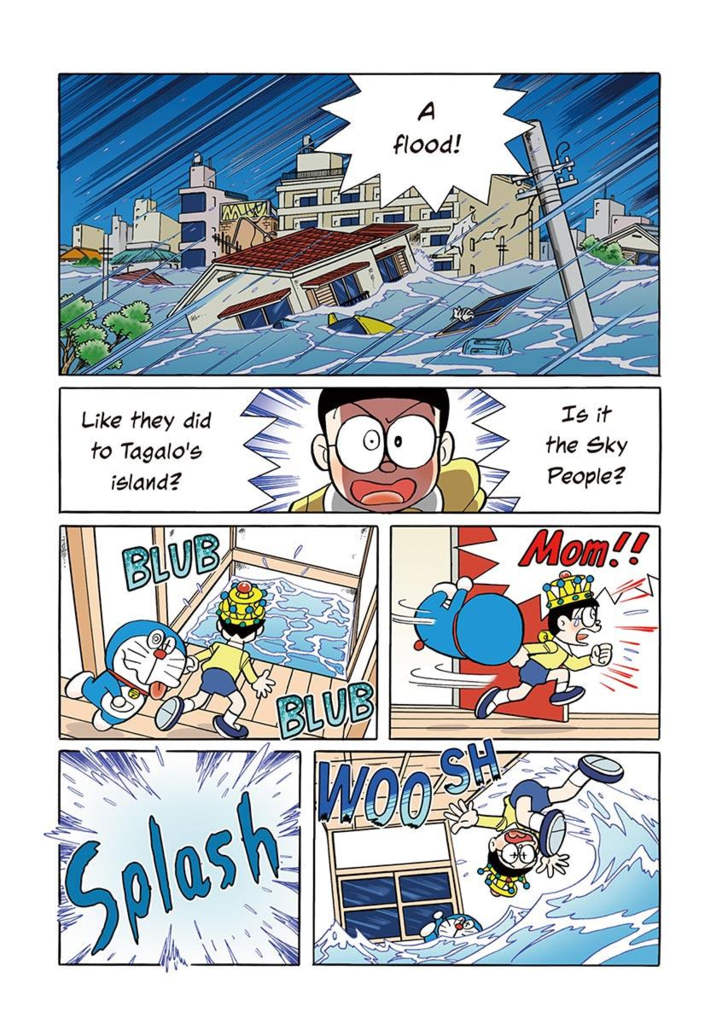 A
flood!
Like they did
to Tagalo's
island?
Is it
the Sky
People?
BLUB
BLUB
Mom!!
Splash
WOOSH